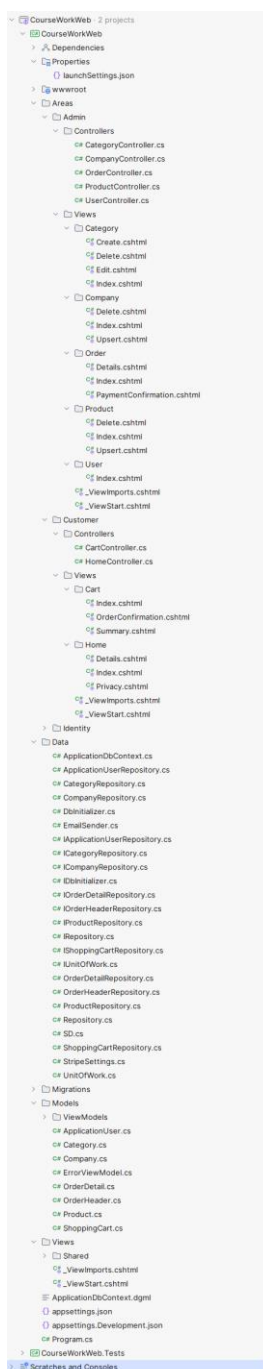 CourseWorkWeb · 2 projects
CourseWorkWeb
Dependencies
Properties
launchSettings.json
wwwroot
Areas
Admin
Controllers
C# CategoryController.cs
C# CompanyController.cs
C# OrderController.cs
C# ProductController.cs
C# UserController.cs
Views
Category
Create.cshtml
Delete.cshtml
Edit.cshtml
Index.cshtml
Company
Delete.cshtml
Index.cshtml
Upsert.cshtml
Order
Details.cshtml
Index.cshtml
PaymentConfirmation.cshtml
Product
Delete.cshtml
Index.cshtml
Upsert.cshtml
User
Index.cshtml
_ViewImports.cshtml
_ViewStart.cshtml
Customer
Controllers
C# CartController.cs
C# HomeController.cs
Views
Cart
Index.cshtml
OrderConfirmation.cshtml
Summary.cshtml
Home
Details.cshtml
Index.cshtml
Privacy.cshtml
_ViewImports.cshtml
_ViewStart.cshtml
Identity
Data
C# ApplicationDbContext.cs
C# ApplicationUserRepository.cs
C# CategoryRepository.cs
C# CompanyRepository.cs
C# DbInitializer.cs
C# EmailSender.cs
C# IApplicationUserRepository.cs
C# ICategoryRepository.cs
C# ICompanyRepository.cs
C# IDbInitializer.cs
C# IOrderDetailRepository.cs
C# IOrderHeaderRepository.cs
C# IProductRepository.cs
C# IRepository.cs
C# IShoppingCartRepository.cs
C# IUnitOfWork.cs
C# OrderDetailRepository.cs
C# OrderHeaderRepository.cs
C# ProductRepository.cs
C# Repository.cs
C# SD.cs
C# ShoppingCartRepository.cs
C# StripeSettings.cs
C# UnitOfWork.cs
Migrations
Models
ViewModels
C# ApplicationUser.cs
C# Category.cs
C# Company.cs
C# ErrorViewModel.cs
C# OrderDetail.cs
C# OrderHeader.cs
C# Product.cs
C# ShoppingCart.cs
Views
Shared
_ViewImports.cshtml
_ViewStart.cshtml
ApplicationDbContext.dgml
appsettings.json
appsettings.Development.json
C# Program.cs
CourseWorkWeb.Tests
Scratches and Consoles